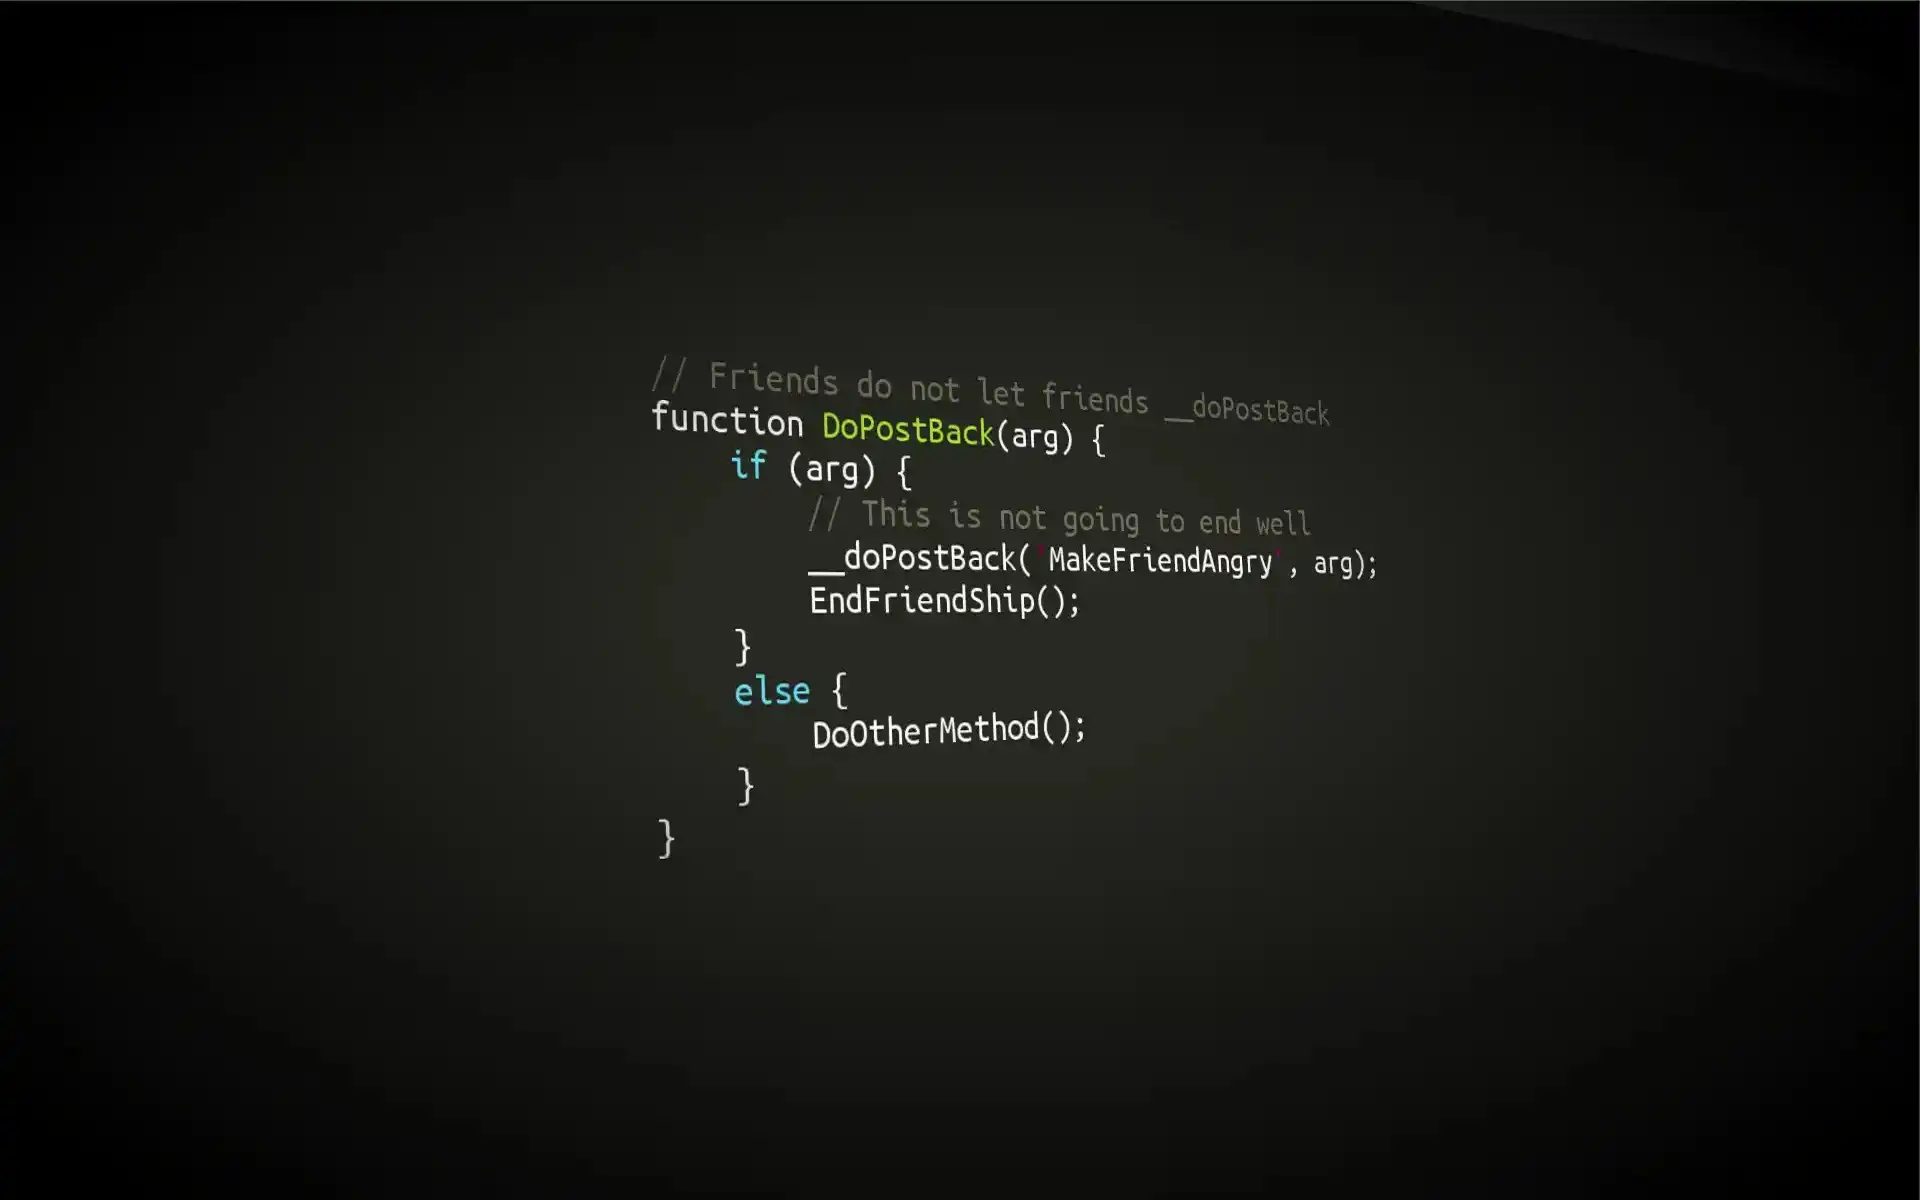 // Friends do not let friends __doPostBack
function DoPostBack(arg) {
if (arg) {
// This is not going to end well
__doPostBack('MakeFriendAngry', arg);
EndFriendShip();
}
else {
DoOtherMethod();
}
}